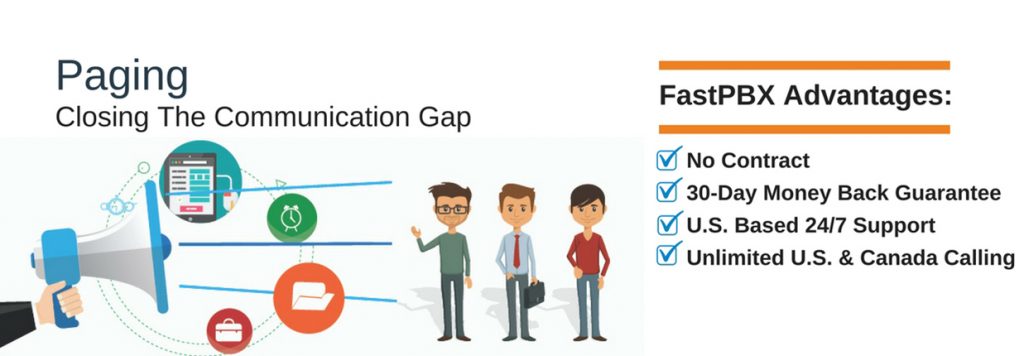 Paging
Closing The Communication Gap
FastPBX Advantages:
No Contract
30-Day Money Back Guarantee
U.S. Based 24/7 Support
Unlimited U.S. & Canada Calling